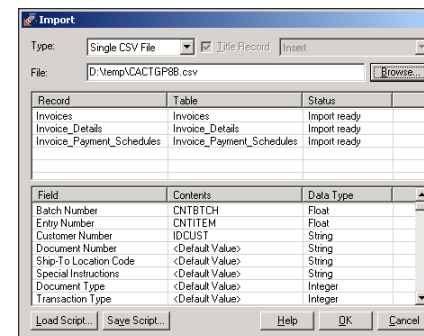 Import
Type: Single CSV File Title Record Insert
File: D:\temp\CACTGP8B.csv Browse...
Record Table Status
Invoices Invoices Import ready
Invoice_Details Invoice_Details Import ready
Invoice_Payment_Schedules Invoice_Payment_Schedules Import ready
Field Contents Data Type
Batch Number CNTBTCH Float
Entry Number CNTITEM Float
Customer Number IDCUST String
Document Number <Default Value> String
Ship-To Location Code <Default Value> String
Special Instructions <Default Value> String
Document Type <Default Value> Integer
Transaction Type <Default Value> Integer
Load Script... Save Script... Help OK Cancel